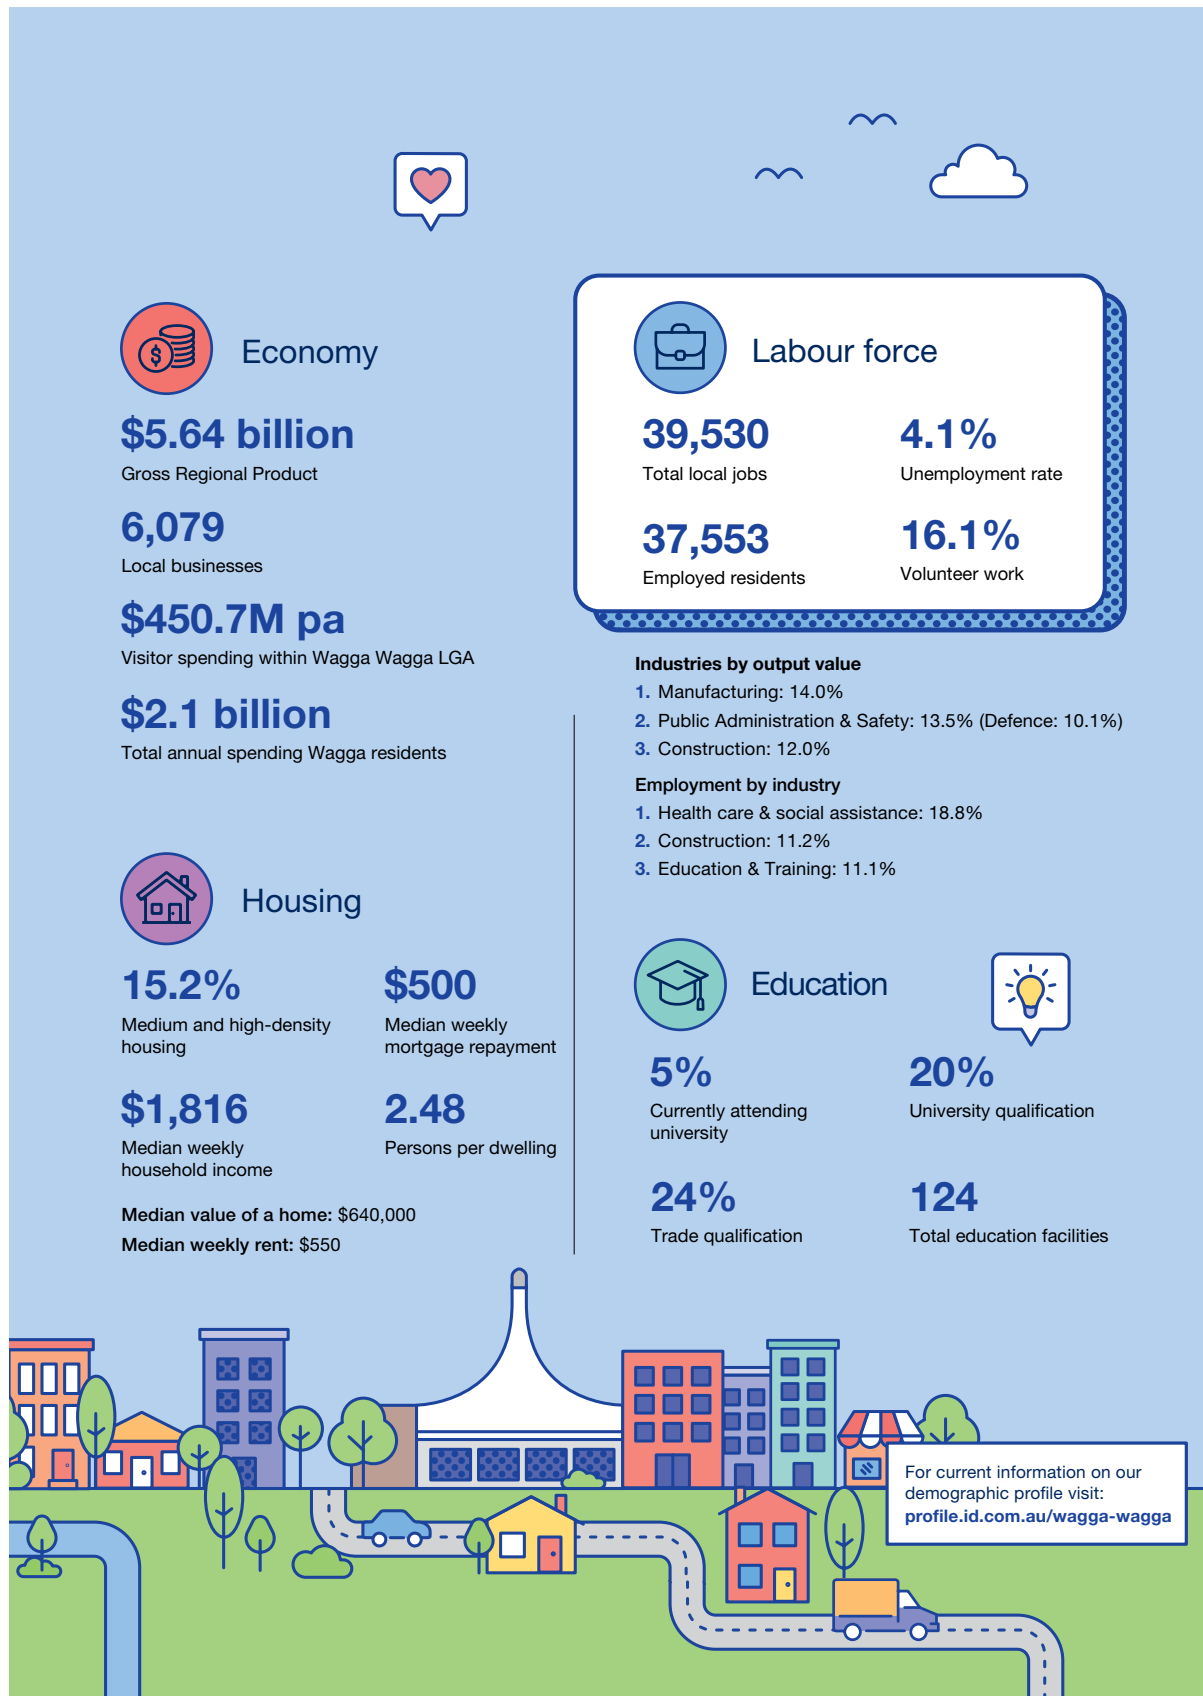 Economy
$5.64 billion
Gross Regional Product
6,079
Local businesses
$450.7M pa
Visitor spending within Wagga Wagga LGA
$2.1 billion
Total annual spending Wagga residents
Housing
15.2%
Medium and high-density
housing
$500
Median weekly
mortgage repayment
$1,816
Median weekly
household income
2.48
Persons per dwelling
Median value of a home: $640,000
Median weekly rent: $550
Labour force
39,530
Total local jobs
4.1%
Unemployment rate
37,553
Employed residents
16.1%
Volunteer work
Industries by output value
1. Manufacturing: 14.0%
2. Public Administration & Safety: 13.5% (Defence: 10.1%)
3. Construction: 12.0%
Employment by industry
1. Health care & social assistance: 18.8%
2. Construction: 11.2%
3. Education & Training: 11.1%
Education
5%
Currently attending
university
20%
University qualification
24%
Trade qualification
124
Total education facilities
For current information on our
demographic profile visit:
profile.id.com.au/wagga-wagga